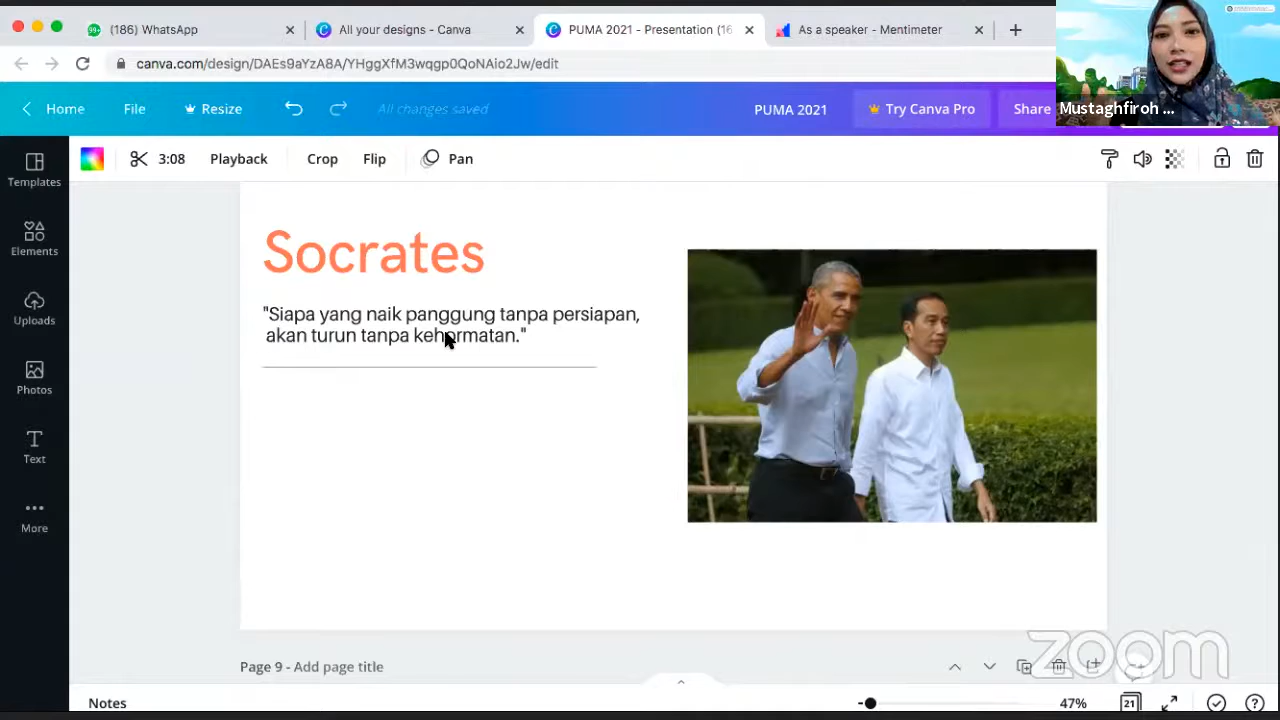 (186) WhatsApp
All your designs - Canva
PUMA 2021 - Presentation (16
As a speaker - Mentimeter
canva.com/design/DAEs9aYzA8A/YHggXfM3wqgp0QoNAio2Jw/edit
Mustaghfiroh ...
Home
File
Resize
All changes saved
PUMA 2021
Try Canva Pro
Share
3:08
Playback
Crop
Flip
Pan
Templates
Elements
Uploads
Photos
Text
More
Socrates
"Siapa yang naik panggung tanpa persiapan,
akan turun tanpa kehormatan."
zoom
Page 9 - Add page title
Notes
47%
21